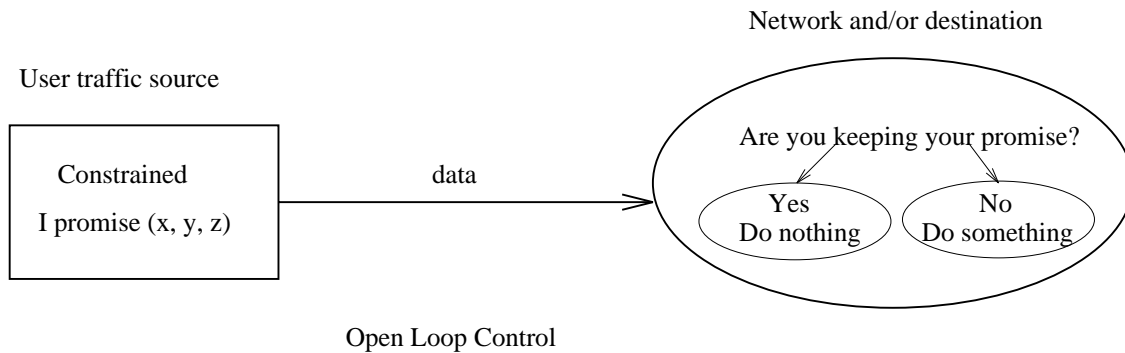 Network and/or destination
User traffic source
Are you keeping your promise?
Constrained
I promise (x, y, z)
data
Yes
Do nothing
No
Do something
Open Loop Control